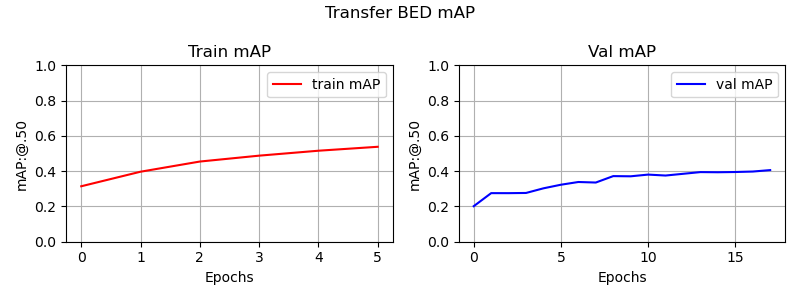 Transfer BED mAP
Train mAP
1.0
0.8
0.6
0.4
0.2
0.0
mAP:@.50
train mAP
0 1 2 3 4 5
Epochs
Val mAP
1.0
0.8
0.6
0.4
0.2
0.0
mAP:@.50
val mAP
0 5 10 15
Epochs